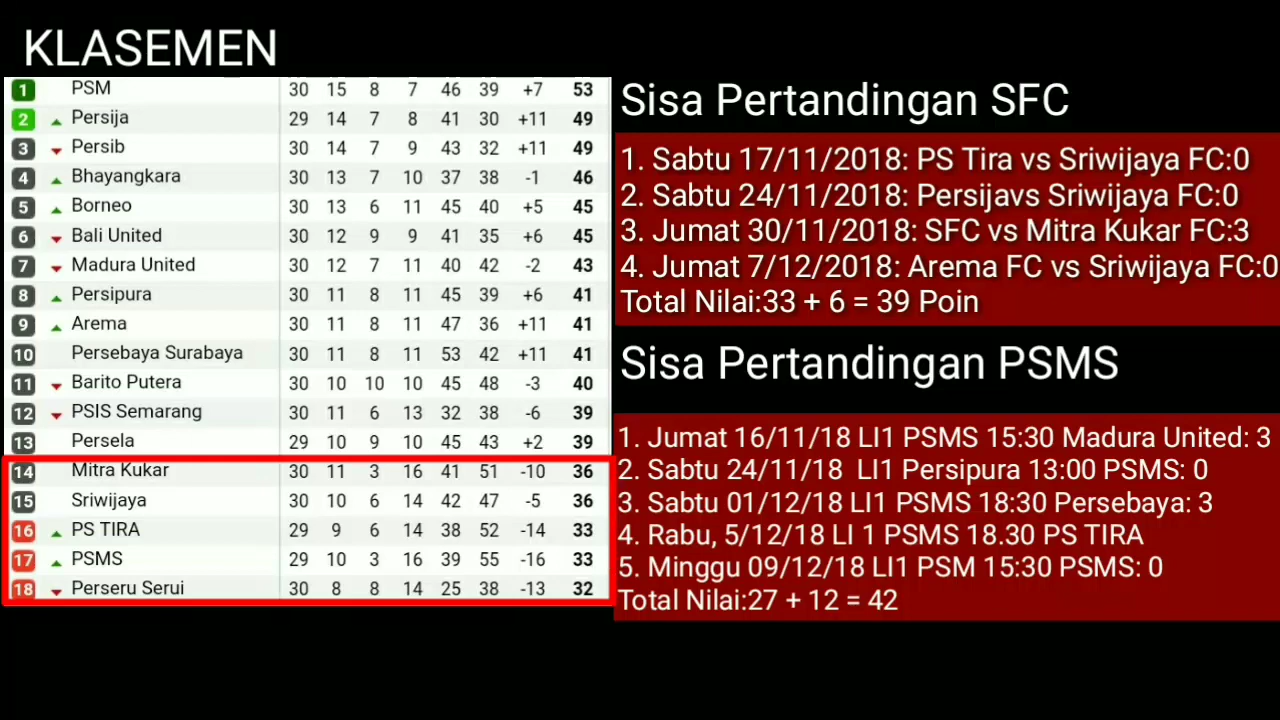 KLASEMEN
1 PSM 30 15 8 7 46 39 +7 53
2 Persija 29 14 7 8 41 30 +11 49
3 Persib 30 14 7 9 43 32 +11 49
4 Bhayangkara 30 13 7 10 37 38 -1 46
5 Borneo 30 13 6 11 45 40 +5 45
6 Bali United 30 12 9 9 41 35 +6 45
7 Madura United 30 12 7 11 40 42 -2 43
8 Persipura 30 11 8 11 45 39 +6 41
9 Arema 30 11 8 11 47 36 +11 41
10 Persebaya Surabaya 30 11 8 11 53 42 +11 41
11 Barito Putera 30 10 10 10 45 48 -3 40
12 PSIS Semarang 30 11 6 13 32 38 -6 39
13 Persela 29 10 9 10 45 43 +2 39
14 Mitra Kukar 30 11 3 16 41 51 -10 36
15 Sriwijaya 30 10 6 14 42 47 -5 36
16 PS TIRA 29 9 6 14 38 52 -14 33
17 PSMS 29 10 3 16 39 55 -16 33
18 Perseru Serui 30 8 8 14 25 38 -13 32
Sisa Pertandingan SFC
1. Sabtu 17/11/2018: PS Tira vs Sriwijaya FC:0
2. Sabtu 24/11/2018: Persijavs Sriwijaya FC:0
3. Jumat 30/11/2018: SFC vs Mitra Kukar FC:3
4. Jumat 7/12/2018: Arema FC vs Sriwijaya FC:0
Total Nilai:33 + 6 = 39 Poin
Sisa Pertandingan PSMS
1. Jumat 16/11/18 LI1 PSMS 15:30 Madura United: 3
2. Sabtu 24/11/18 LI1 Persipura 13:00 PSMS: 0
3. Sabtu 01/12/18 LI1 PSMS 18:30 Persebaya: 3
4. Rabu, 5/12/18 LI 1 PSMS 18.30 PS TIRA
5. Minggu 09/12/18 LI1 PSM 15:30 PSMS: 0
Total Nilai:27 + 12 = 42